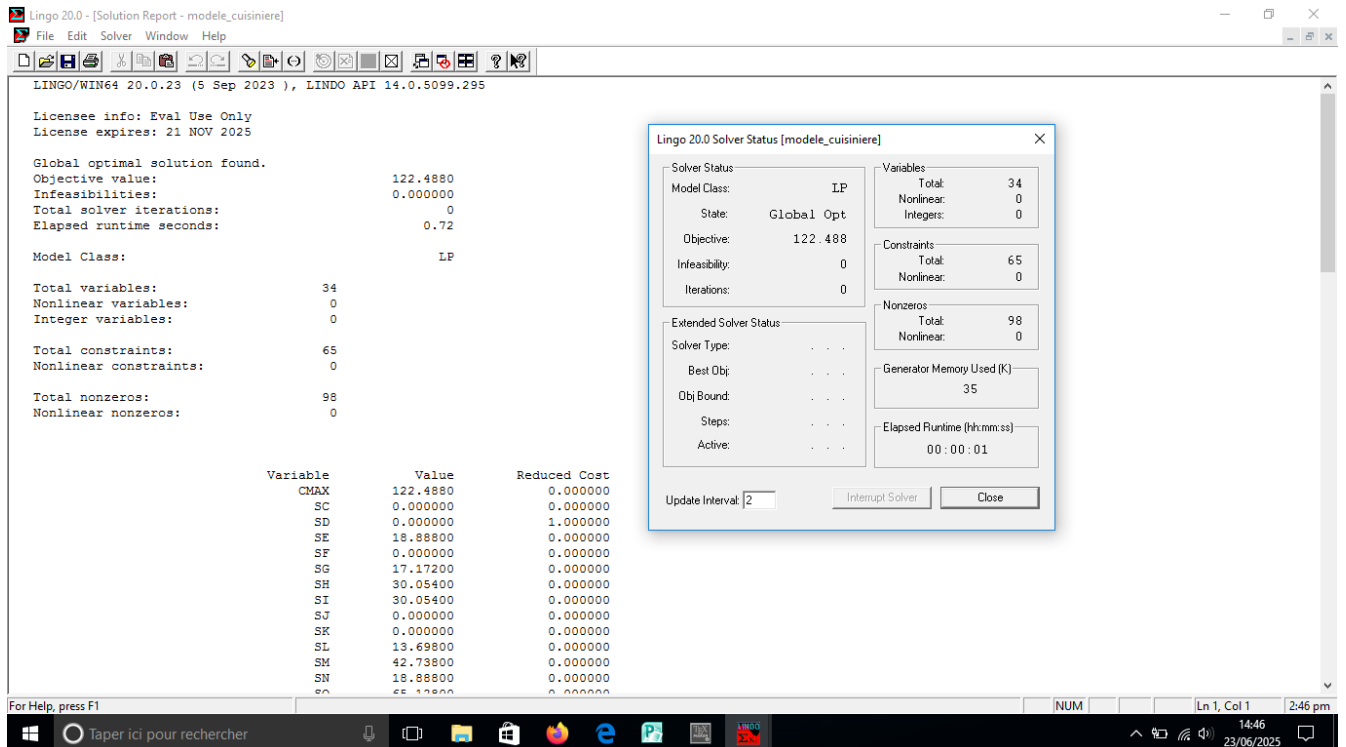 Lingo 20.0 - [Solution Report - modele_cuisiniere]
File Edit Solver Window Help
LINGO/WIN64 20.0.23 (5 Sep 2023 ), LINDO API 14.0.5099.295
Licensee info: Eval Use Only
License expires: 21 NOV 2025
Global optimal solution found.
Objective value: 122.4880
Infeasibilities: 0.000000
Total solver iterations: 0
Elapsed runtime seconds: 0.72
Model Class: LP
Total variables: 34
Nonlinear variables: 0
Integer variables: 0
Total constraints: 65
Nonlinear constraints: 0
Total nonzeros: 98
Nonlinear nonzeros: 0
Variable Value Reduced Cost
CMAX 122.4880 0.000000
SC 0.000000 0.000000
SD 0.000000 1.000000
SE 18.88800 0.000000
SF 0.000000 0.000000
SG 17.17200 0.000000
SH 30.05400 0.000000
SI 30.05400 0.000000
SJ 0.000000 0.000000
SK 0.000000 0.000000
SL 13.69800 0.000000
SM 42.73800 0.000000
SN 18.88800 0.000000
SO 65.12800 0.000000
Lingo 20.0 Solver Status [modele_cuisiniere]
Solver Status
Model Class: LP
State: Global Opt
Objective: 122.488
Infeasibility: 0
Iterations: 0
Extended Solver Status
Solver Type: . . .
Best Obj: . . .
Obj Bound: . . .
Steps: . . .
Active: . . .
Variables
Total: 34
Nonlinear: 0
Integers: 0
Constraints
Total: 65
Nonlinear: 0
Nonzeros
Total: 98
Nonlinear: 0
Generator Memory Used (K)
35
Elapsed Runtime (hh:mm:ss)
00:00:01
Update Interval: 2
Interrupt Solver
Close
For Help, press F1
NUM
Ln 1, Col 1
2:46 pm
Taper ici pour rechercher
LINDO
14:46
23/06/2025